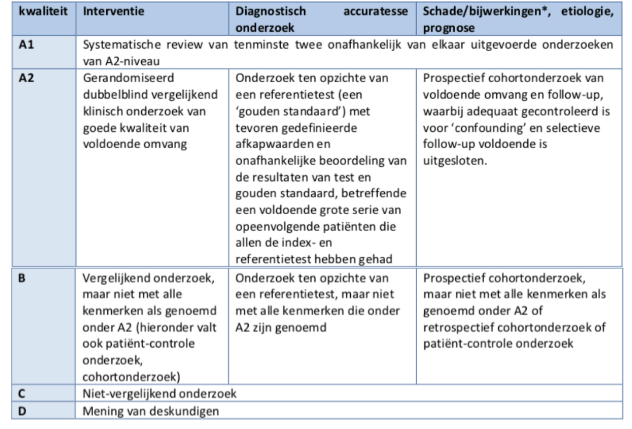 kwaliteit Interventie Diagnostisch accuratesse Schade/bijwerkingen*, etiologie,
onderzoek prognose
A1 Systematische review van tenminste twee onafhankelijk van elkaar uitgevoerde onderzoeken
van A2-niveau
A2 Gerandomiseerd Onderzoek ten opzichte van Prospectief cohortonderzoek van
dubbelblind vergelijkend een referentietest (een voldoende omvang en follow-up,
klinisch onderzoek van ‘gouden standaard’) met waarbij adequaat gecontroleerd is
goede kwaliteit van tevoren gedefinieerde voor ‘confounding’ en selectieve
voldoende omvang afkapwaarden en follow-up voldoende is
onafhankelijke beoordeling van uitgesloten.
de resultaten van test en
gouden standaard, betreffende
een voldoende grote serie van
opeenvolgende patiënten die
allen de index- en
referentietest hebben gehad
B Vergelijkend onderzoek, Onderzoek ten opzichte van Prospectief cohortonderzoek,
maar niet met alle een referentietest, maar niet maar niet met alle kenmerken als
kenmerken als genoemd met alle kenmerken die onder genoemd onder A2 of
onder A2 (hieronder valt A2 zijn genoemd retrospectief cohortonderzoek of
ook patiënt-controle patiënt-controle onderzoek
onderzoek,
cohortonderzoek)
C Niet-vergelijkend onderzoek
D Mening van deskundigen